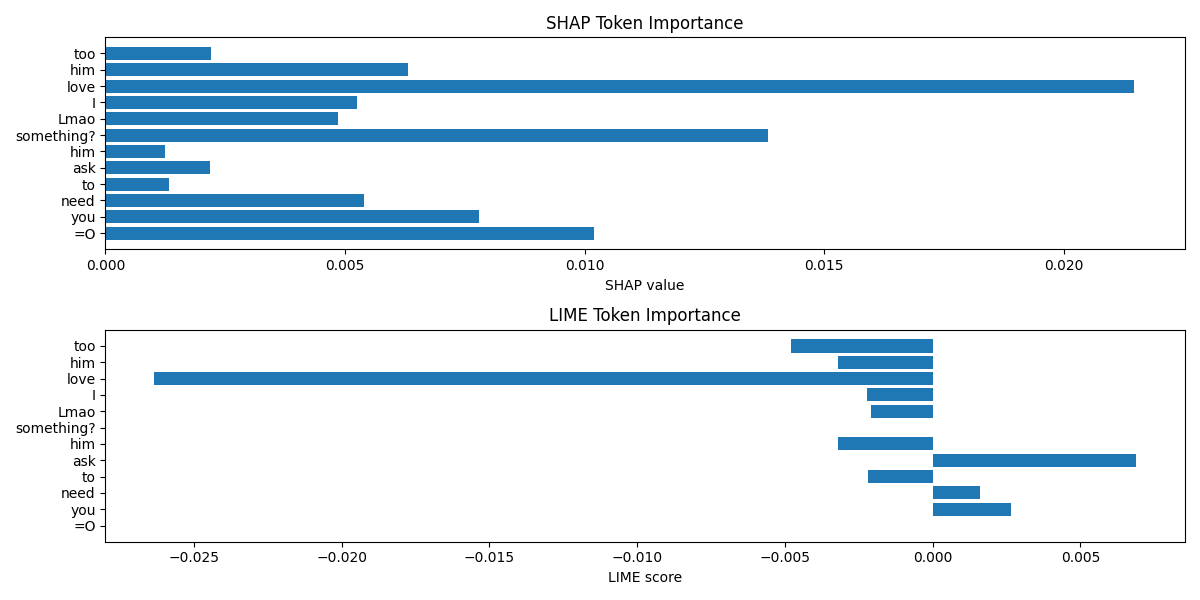 SHAP Token Importance
too
him
love
I
Lmao
something?
him
ask
to
need
you
=O
0.000 0.005 0.010 0.015 0.020
SHAP value
LIME Token Importance
too
him
love
I
Lmao
something?
him
ask
to
need
you
=O
−0.025 −0.020 −0.015 −0.010 −0.005 0.000 0.005
LIME score